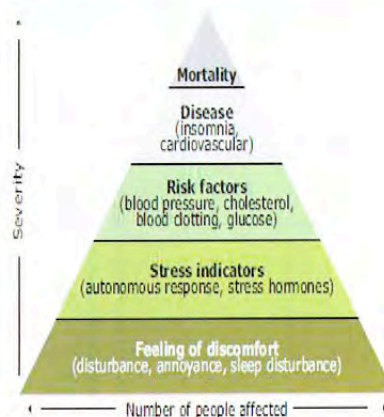 Mortality
Disease
(insomnia,
cardiovascular)
Risk factors
(blood pressure, cholesterol,
blood clotting, glucose)
Stress indicators
(autonomous response, stress hormones)
Feeling of discomfort
(disturbance, annoyance, sleep disturbance)
Severity
Number of people affected